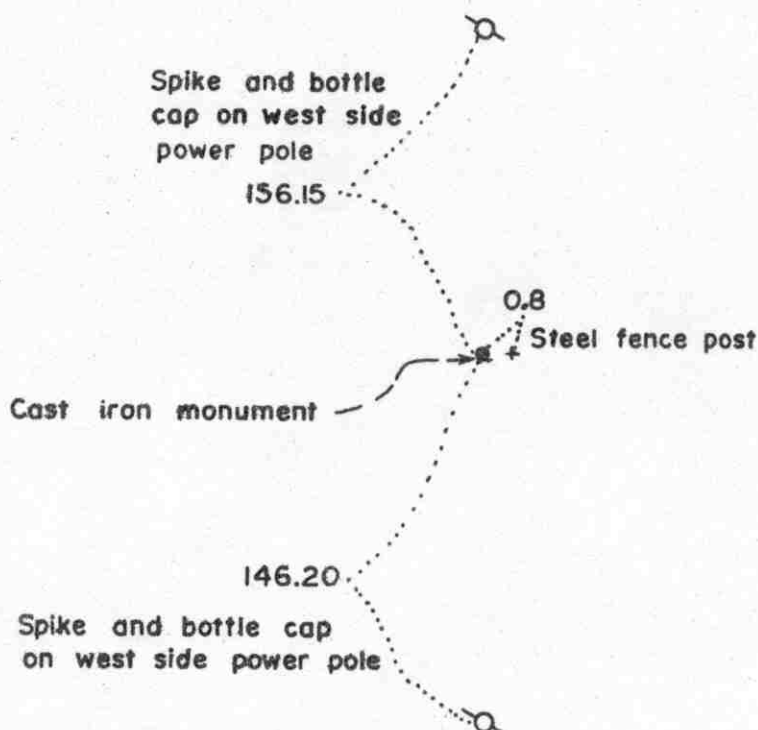 Spike and bottle
cap on west side
power pole
156.15
0.8
Steel fence post
Cast iron monument
146.20
Spike and bottle cap
on west side power pole